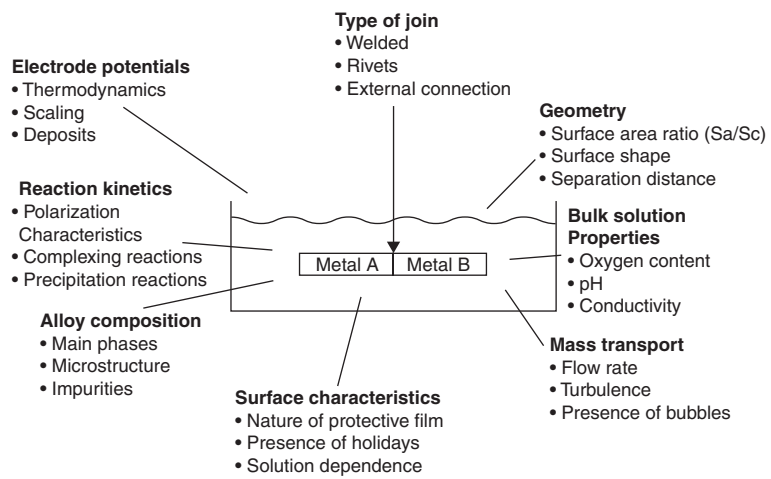 Type of join
• Welded
• Rivets
• External connection
Electrode potentials
• Thermodynamics
• Scaling
• Deposits
Geometry
• Surface area ratio (Sa/Sc)
• Surface shape
• Separation distance
Reaction kinetics
• Polarization
Characteristics
• Complexing reactions
• Precipitation reactions
Metal A
Metal B
Bulk solution
Properties
• Oxygen content
• pH
• Conductivity
Alloy composition
• Main phases
• Microstructure
• Impurities
Surface characteristics
• Nature of protective film
• Presence of holidays
• Solution dependence
Mass transport
• Flow rate
• Turbulence
• Presence of bubbles